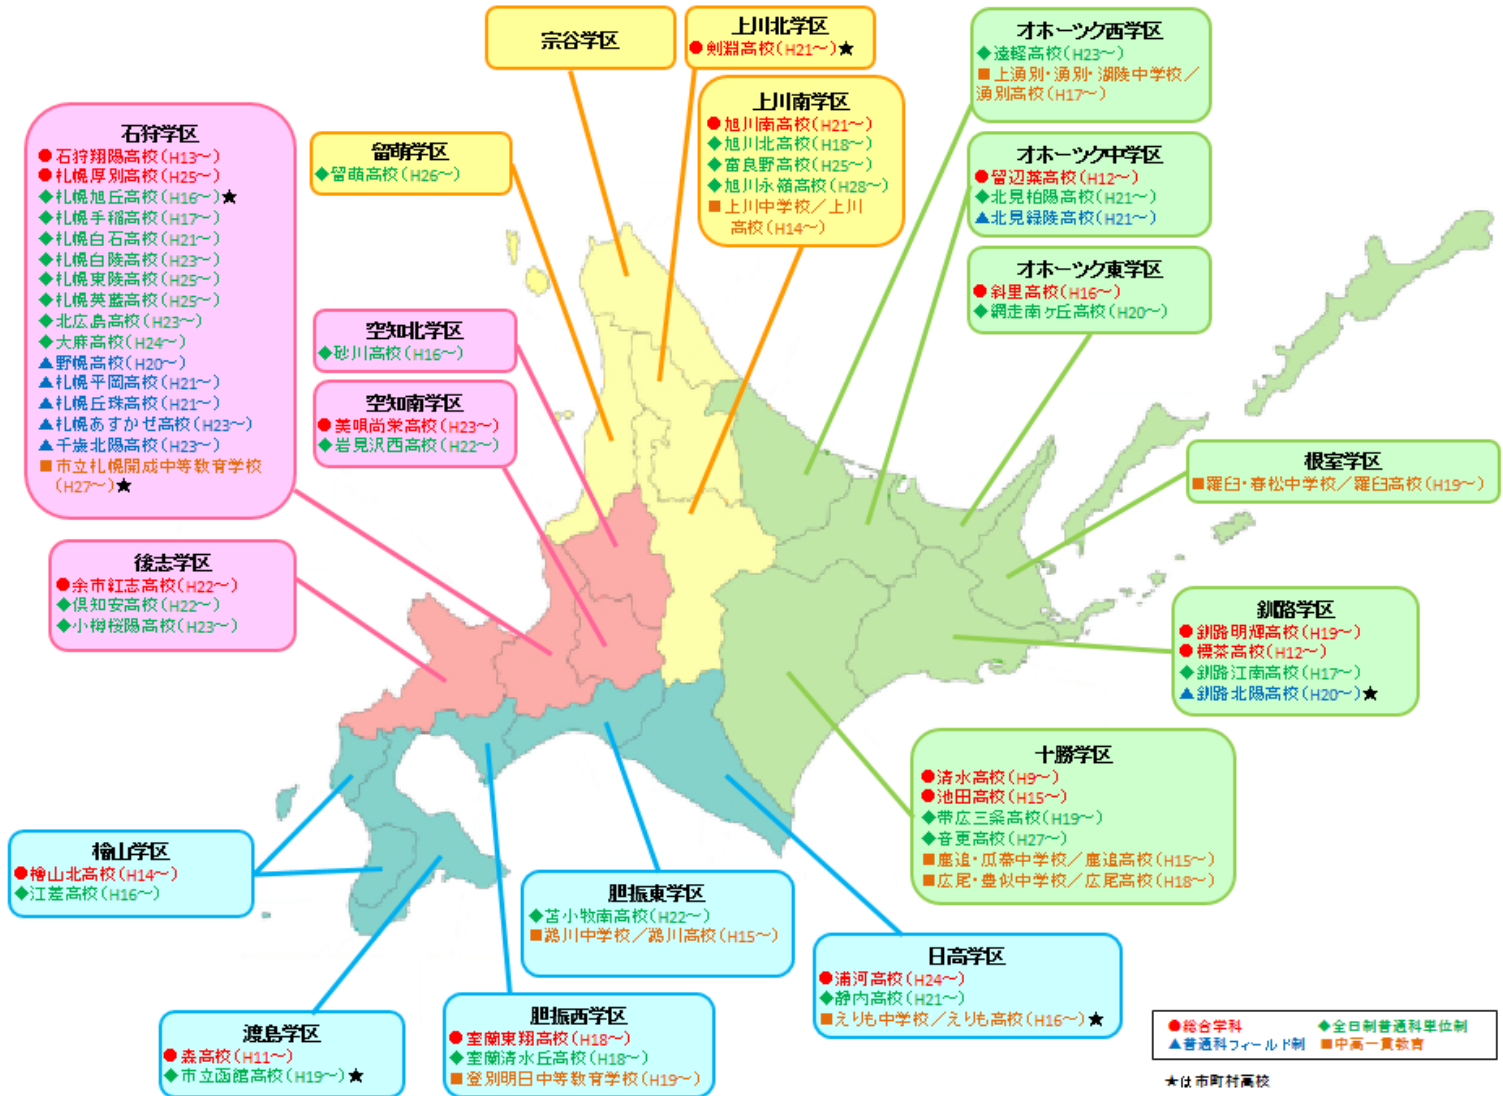 宗谷学区
上川北学区
●剣淵高校(H21～)★
オホーツク西学区
◆遠軽高校(H23～)
■上湧別・湧別・湖陵中学校／
湧別高校(H17～)
石狩学区
●石狩翔陽高校(H13～)
●札幌厚別高校(H25～)
◆札幌旭丘高校(H16～)★
◆札幌手稲高校(H17～)
◆札幌白石高校(H21～)
◆札幌白陵高校(H23～)
◆札幌東陵高校(H25～)
◆札幌英藍高校(H25～)
◆北広島高校(H23～)
◆大麻高校(H24～)
▲野幌高校(H20～)
▲札幌平岡高校(H21～)
▲札幌丘珠高校(H21～)
▲札幌あすかぜ高校(H23～)
▲千歳北陽高校(H23～)
■市立札幌開成中等教育学校
(H27～)★
留萌学区
◆留萌高校(H26～)
上川南学区
●旭川南高校(H21～)
◆旭川北高校(H18～)
◆富良野高校(H25～)
◆旭川永嶺高校(H28～)
■上川中学校／上川
高校(H14～)
オホーツク中学区
●留辺蘂高校(H12～)
◆北見柏陽高校(H21～)
▲北見緑陵高校(H21～)
オホーツク東学区
●斜里高校(H16～)
◆網走南ヶ丘高校(H20～)
空知北学区
◆砂川高校(H16～)
空知南学区
●美唄尚栄高校(H23～)
◆岩見沢西高校(H22～)
根室学区
■羅臼・春松中学校／羅臼高校(H19～)
後志学区
●余市紅志高校(H22～)
◆倶知安高校(H22～)
◆小樽桜陽高校(H23～)
釧路学区
●釧路明輝高校(H19～)
●標茶高校(H12～)
◆釧路江南高校(H17～)
▲釧路北陽高校(H20～)★
十勝学区
●清水高校(H9～)
●池田高校(H15～)
◆帯広三条高校(H19～)
◆音更高校(H27～)
■鹿追・瓜幕中学校／鹿追高校(H15～)
■広尾・豊似中学校／広尾高校(H18～)
檜山学区
●檜山北高校(H14～)
◆江差高校(H16～)
胆振東学区
◆苫小牧南高校(H22～)
■鵡川中学校／鵡川高校(H15～)
日高学区
●浦河高校(H24～)
◆静内高校(H21～)
■えりも中学校／えりも高校(H16～)★
渡島学区
●森高校(H11～)
◆市立函館高校(H19～)★
胆振西学区
●室蘭東翔高校(H18～)
◆室蘭清水丘高校(H18～)
■登別明日中等教育学校(H19～)
●総合学科 ◆全日制普通科単位制
▲普通科フィールド制 ■中高一貫教育
★は市町村高校